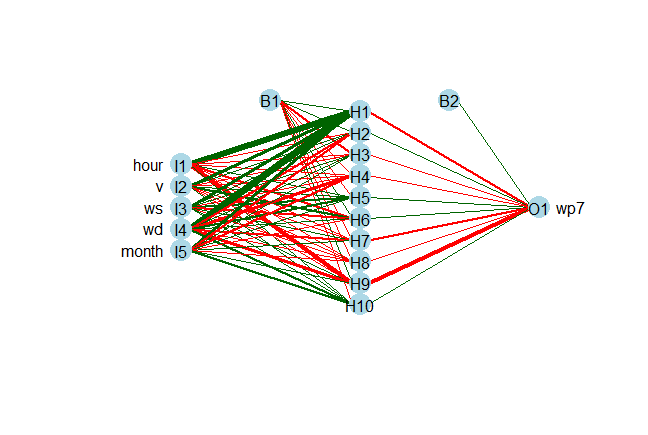 B1
B2
H1
H2
H3
hour I1
H4
v I2
H5
ws I3
O1 wp7
H6
wd I4
H7
month I5
H8
H9
H10